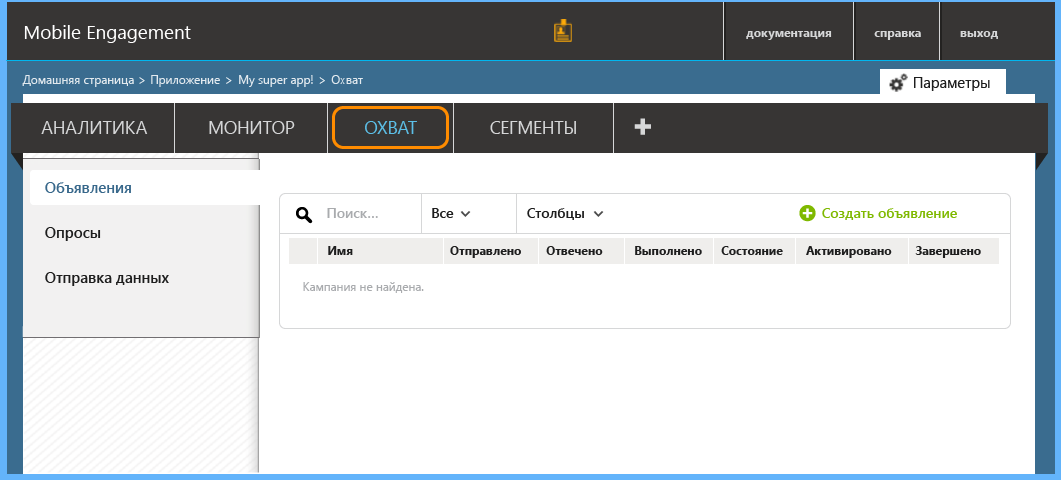 Mobile Engagement
документация справка выход
Домашняя страница > Приложение > My super app! > Охват
Параметры
АНАЛИТИКА МОНИТОР ОХВАТ СЕГМЕНТЫ
Объявления
Опросы
Отправка данных
Поиск... Все Столбцы Создать объявление
Имя Отправлено Отвечено Выполнено Состояние Активировано Завершено
Кампания не найдена.